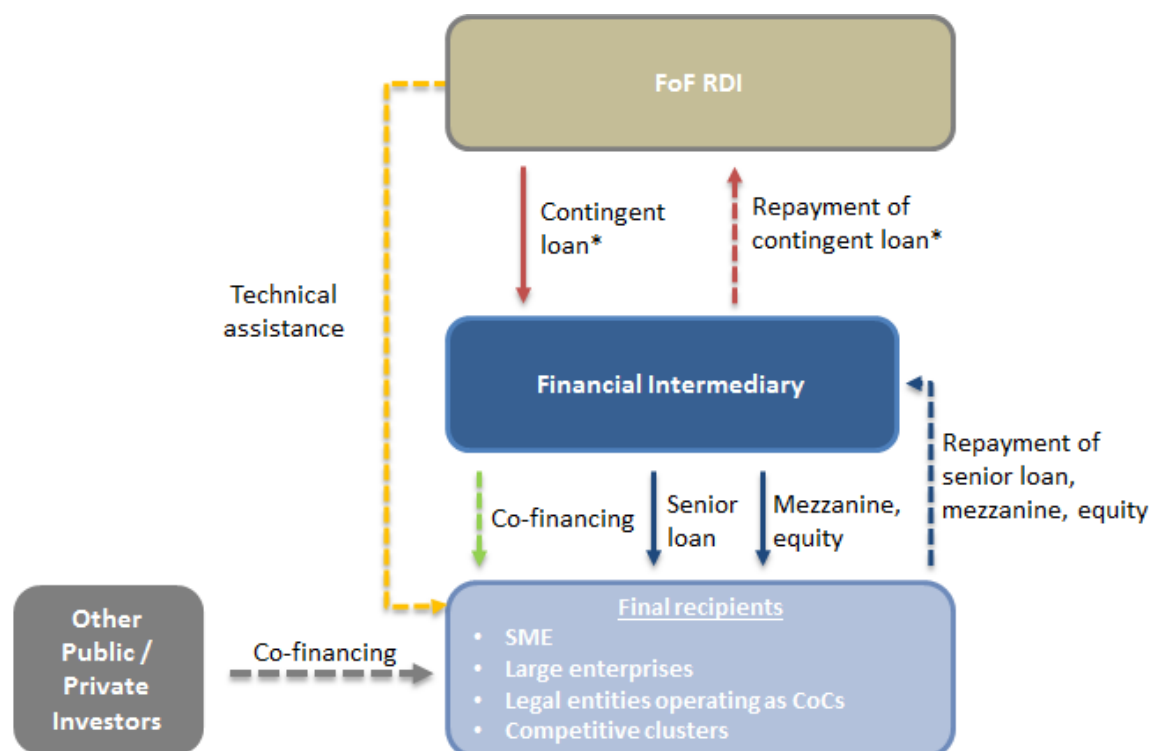 FoF RDI
Contingent
loan*
Repayment of
contingent loan*
Technical
assistance
Financial Intermediary
Repayment of
senior loan,
mezzanine, equity
Co-financing
Senior
loan
Mezzanine,
equity
Other
Public /
Private
Investors
Co-financing
Final recipients
• SME
• Large enterprises
• Legal entities operating as CoCs
• Competitive clusters